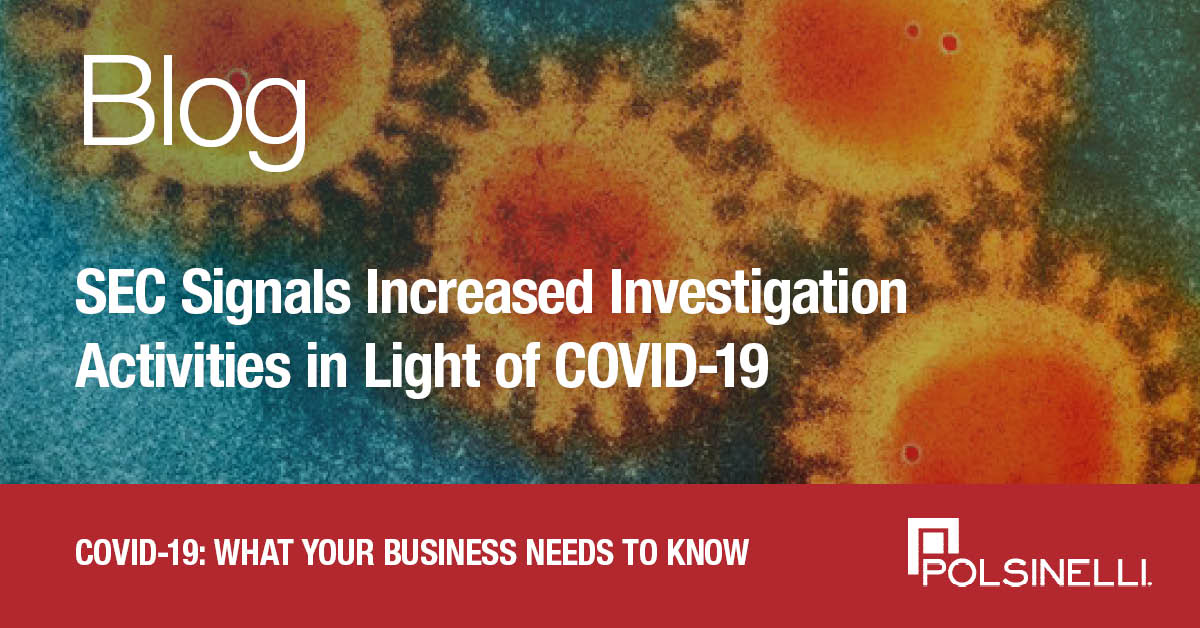 Blog
SEC Signals Increased Investigation
Activities in Light of COVID-19
COVID-19: WHAT YOUR BUSINESS NEEDS TO KNOW
POLSINELLI